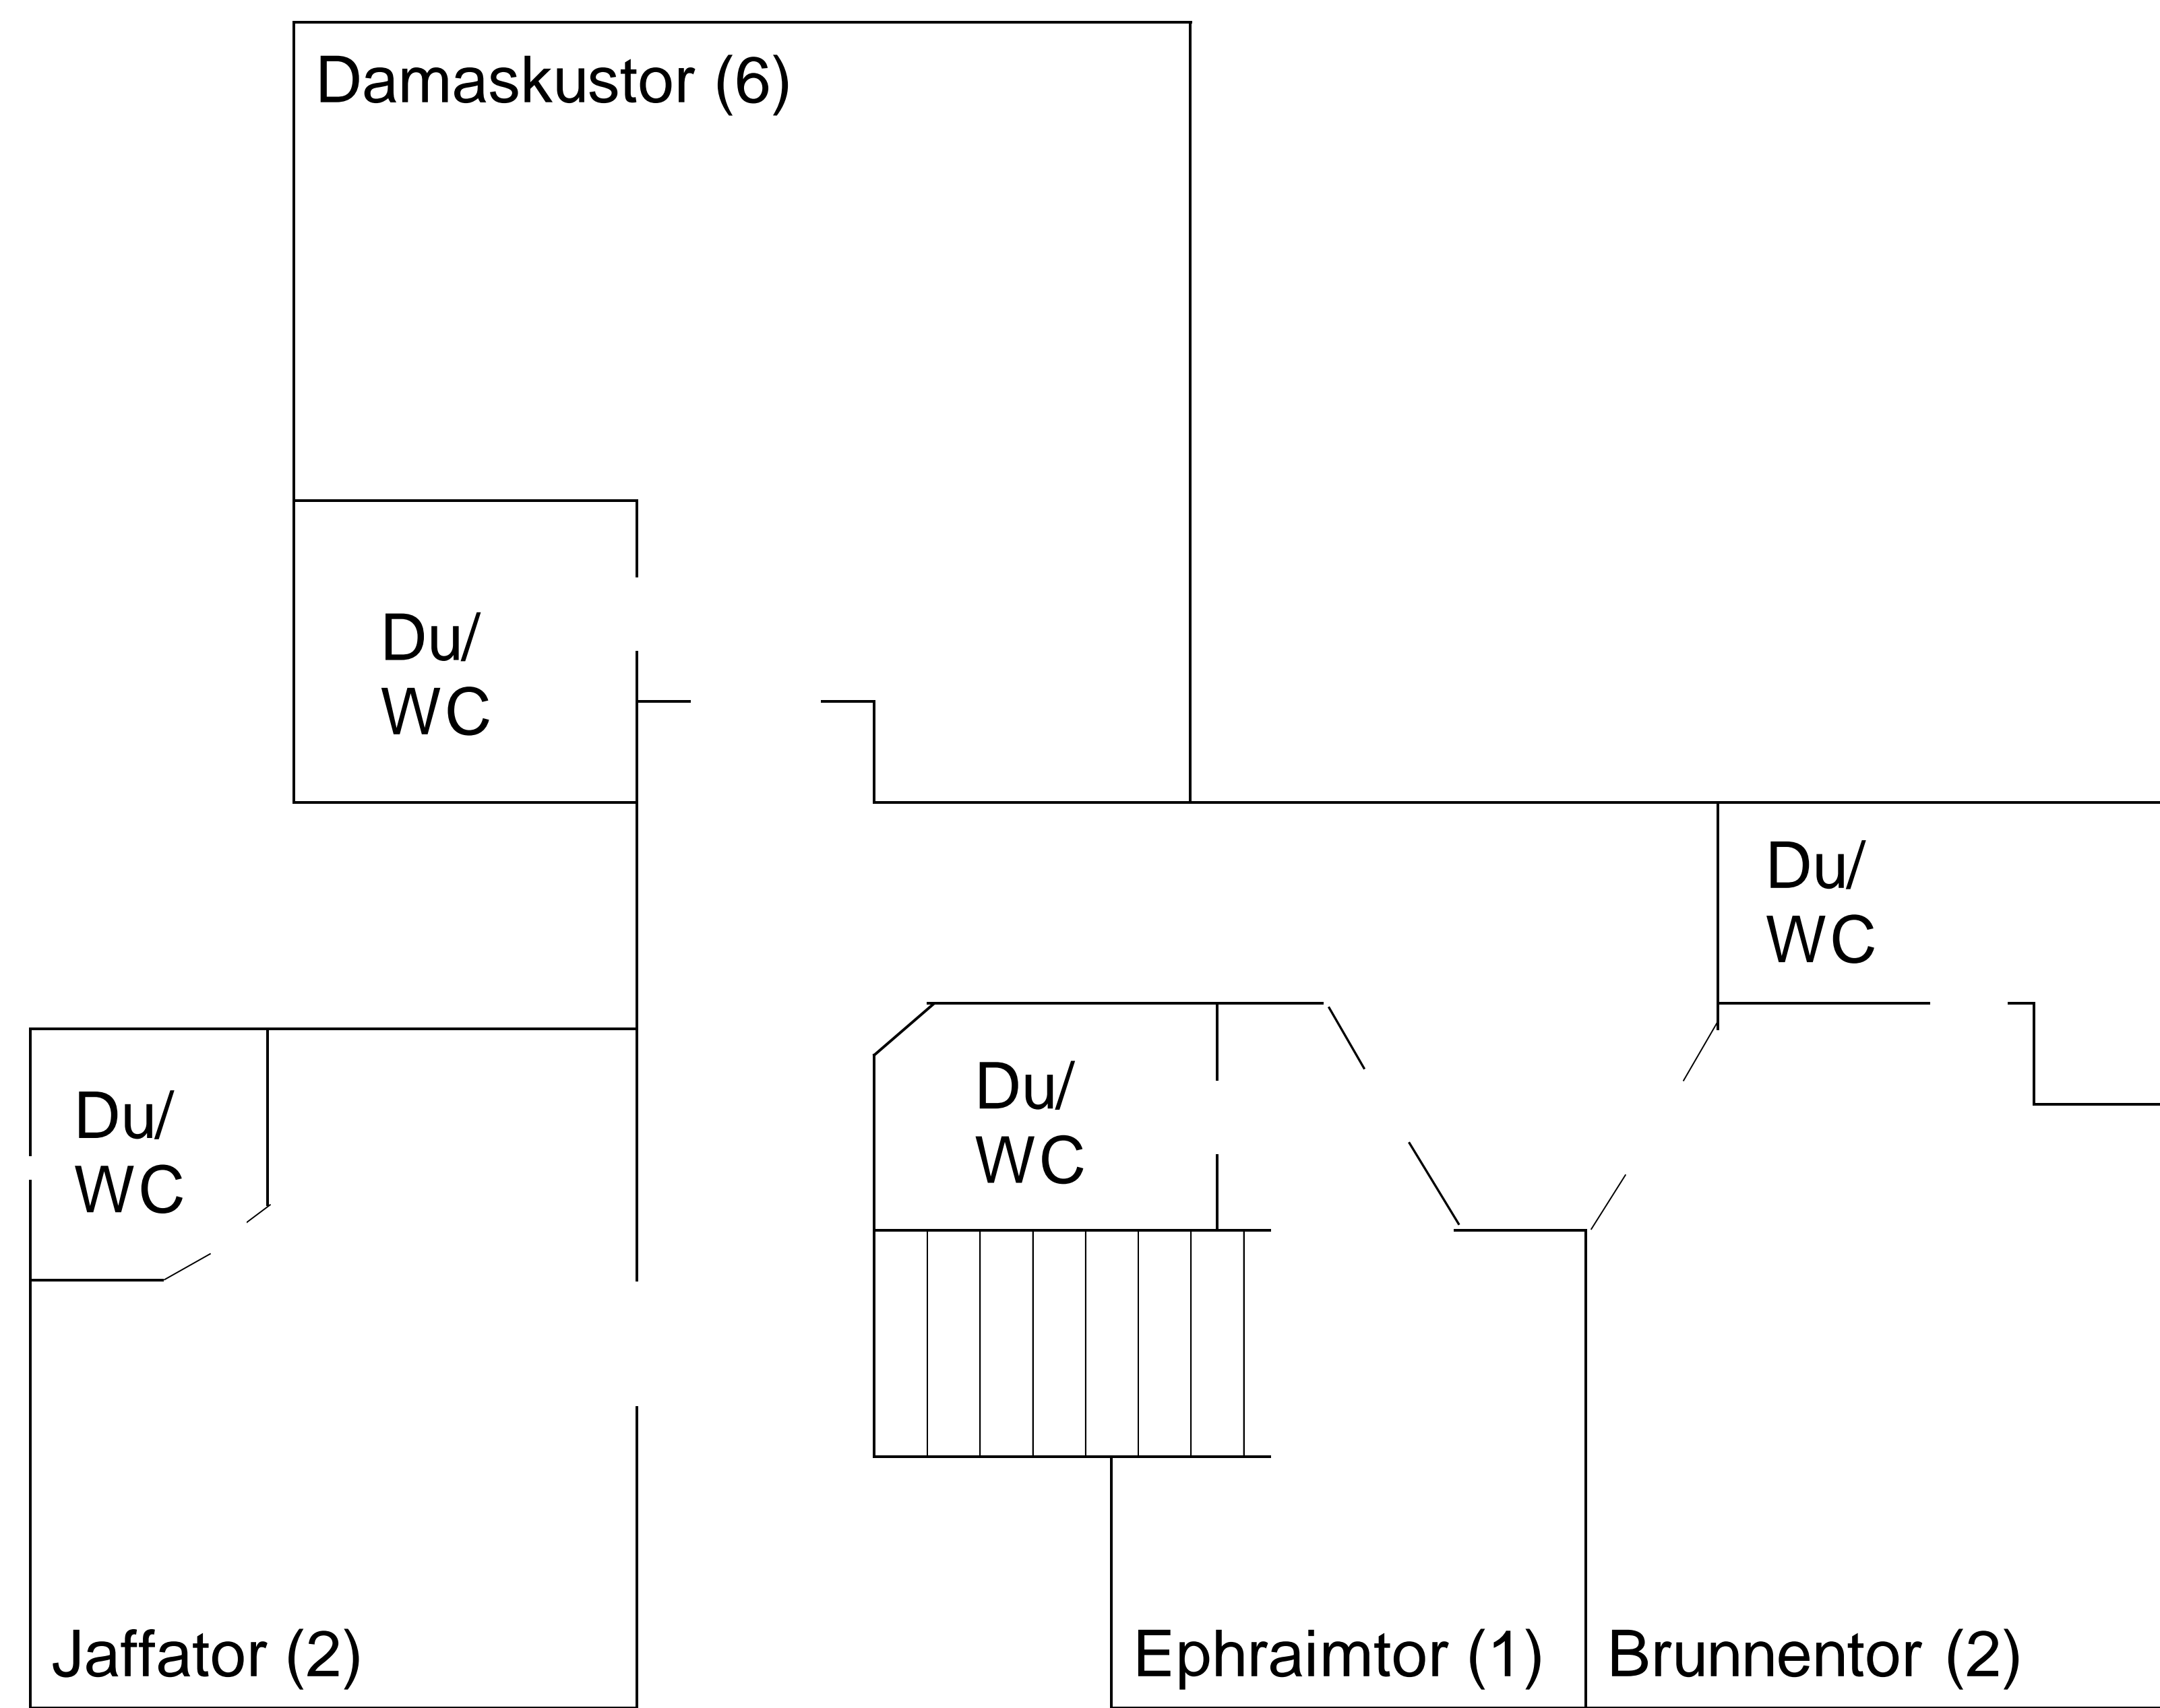 Damaskustor (6)
Du/
WC
Du/
WC
Du/
WC
Du/
WC
Jaffator (2)
Ephraimtor (1)
Brunnentor (2)